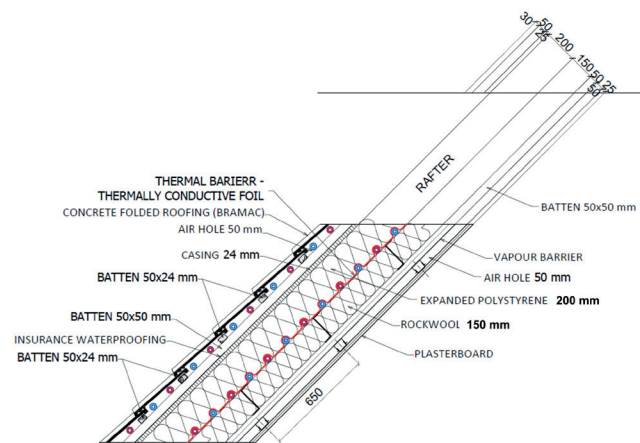 30
50
25
200
150
50
25
50
RAFTER
THERMAL BARIERR -
THERMALLY CONDUCTIVE FOIL
CONCRETE FOLDED ROOFING (BRAMAC)
AIR HOLE 50 mm
CASING 24 mm
BATTEN 50x24 mm
BATTEN 50x50 mm
INSURANCE WATERPROOFING
BATTEN 50x24 mm
BATTEN 50x50 mm
VAPOUR BARRIER
AIR HOLE 50 mm
EXPANDED POLYSTYRENE 200 mm
ROCKWOOL 150 mm
PLASTERBOARD
650